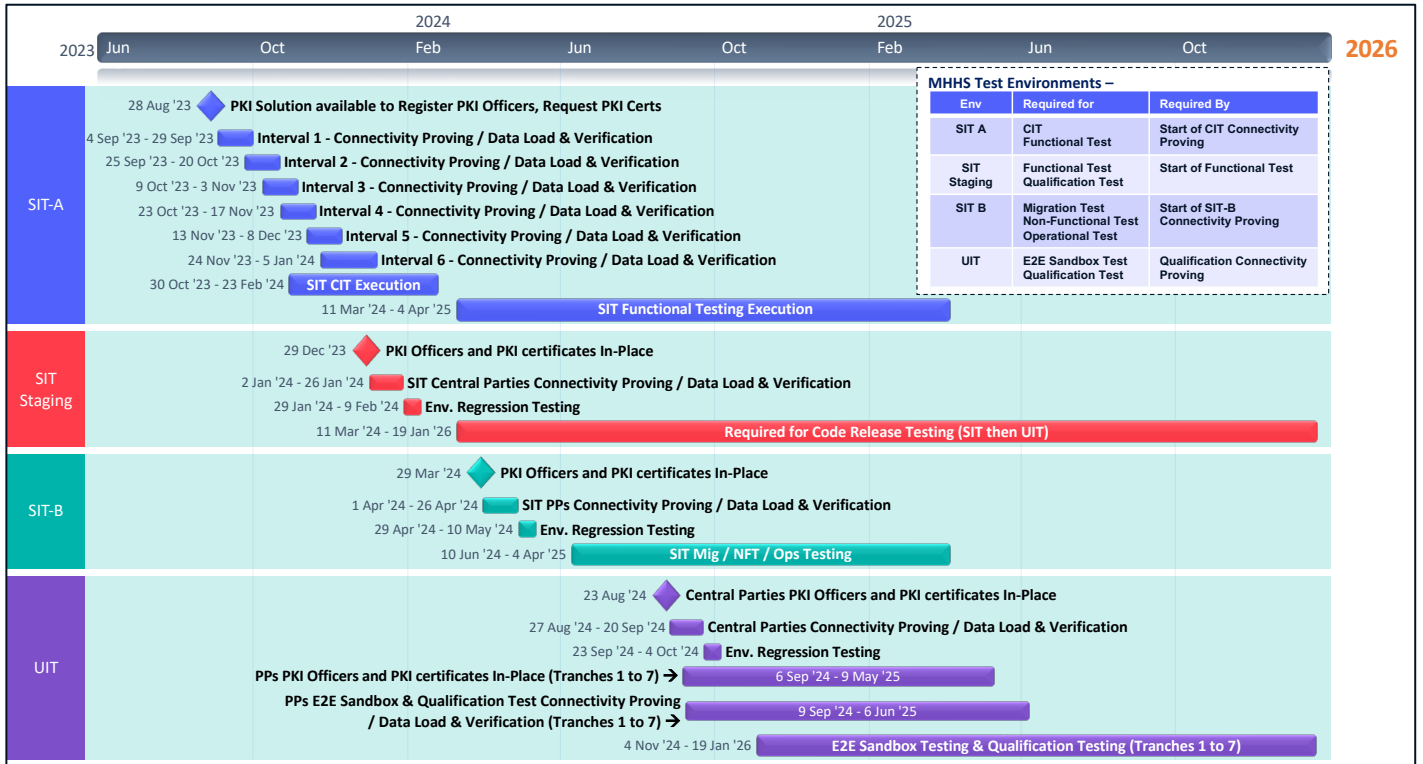 2024
2025
2023
Jun
Oct
Feb
Jun
Oct
Feb
Jun
Oct
2026
MHHS Test Environments –
Env
Required for
Required By
SIT A
CIT
Functional Test
Start of CIT Connectivity
Proving
SIT
Staging
Functional Test
Qualification Test
Start of Functional Test
SIT B
Migration Test
Non-Functional Test
Operational Test
Start of SIT-B
Connectivity Proving
UIT
E2E Sandbox Test
Qualification Test
Qualification Connectivity
Proving
SIT-A
28 Aug '23
PKI Solution available to Register PKI Officers, Request PKI Certs
4 Sep '23 - 29 Sep '23
Interval 1 - Connectivity Proving / Data Load & Verification
25 Sep '23 - 20 Oct '23
Interval 2 - Connectivity Proving / Data Load & Verification
9 Oct '23 - 3 Nov '23
Interval 3 - Connectivity Proving / Data Load & Verification
23 Oct '23 - 17 Nov '23
Interval 4 - Connectivity Proving / Data Load & Verification
13 Nov '23 - 8 Dec '23
Interval 5 - Connectivity Proving / Data Load & Verification
24 Nov '23 - 5 Jan '24
Interval 6 - Connectivity Proving / Data Load & Verification
30 Oct '23 - 23 Feb '24
SIT CIT Execution
11 Mar '24 - 4 Apr '25
SIT Functional Testing Execution
SIT
Staging
29 Dec '23
PKI Officers and PKI certificates In-Place
2 Jan '24 - 26 Jan '24
SIT Central Parties Connectivity Proving / Data Load & Verification
29 Jan '24 - 9 Feb '24
Env. Regression Testing
11 Mar '24 - 19 Jan '26
Required for Code Release Testing (SIT then UIT)
SIT-B
29 Mar '24
PKI Officers and PKI certificates In-Place
1 Apr '24 - 26 Apr '24
SIT PPs Connectivity Proving / Data Load & Verification
29 Apr '24 - 10 May '24
Env. Regression Testing
10 Jun '24 - 4 Apr '25
SIT Mig / NFT / Ops Testing
UIT
23 Aug '24
Central Parties PKI Officers and PKI certificates In-Place
27 Aug '24 - 20 Sep '24
Central Parties Connectivity Proving / Data Load & Verification
23 Sep '24 - 4 Oct '24
Env. Regression Testing
PPs PKI Officers and PKI certificates In-Place (Tranches 1 to 7) →
6 Sep '24 - 9 May '25
PPs E2E Sandbox & Qualification Test Connectivity Proving
/ Data Load & Verification (Tranches 1 to 7) →
9 Sep '24 - 6 Jun '25
4 Nov '24 - 19 Jan '26
E2E Sandbox Testing & Qualification Testing (Tranches 1 to 7)